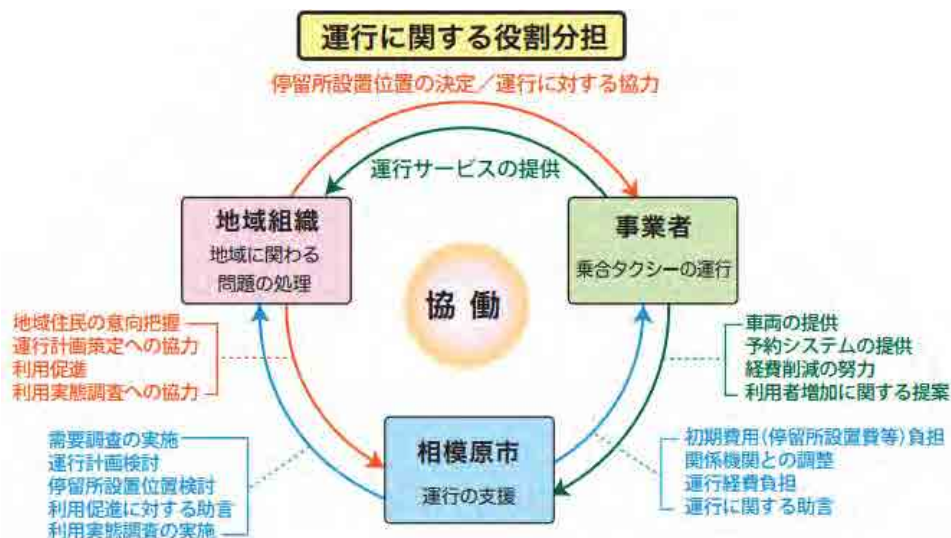 運行に関する役割分担
停留所設置位置の決定／運行に対する協力
運行サービスの提供
地域組織
地域に関わる
問題の処理
事業者
乗合タクシーの運行
協働
地域住民の意向把握
運行計画策定への協力
利用促進
利用実態調査への協力
車両の提供
予約システムの提供
経費削減の努力
利用者増加に関する提案
需要調査の実施
運行計画検討
停留所設置位置検討
利用促進に対する助言
利用実態調査の実施
相模原市
運行の支援
初期費用(停留所設置費等)負担
関係機関との調整
運行経費負担
運行に関する助言